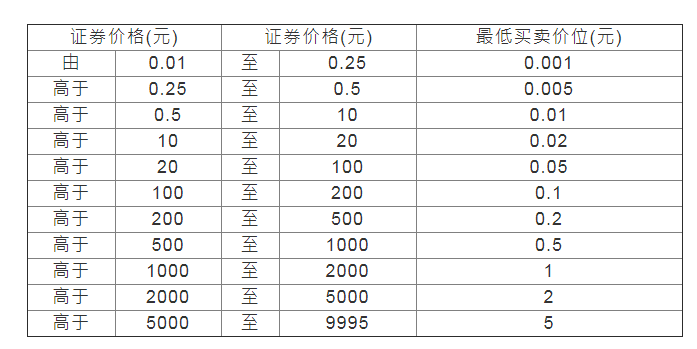 证券价格(元) 证券价格(元) 最低买卖价位(元)
由 0.01 至 0.25 0.001
高于 0.25 至 0.5 0.005
高于 0.5 至 10 0.01
高于 10 至 20 0.02
高于 20 至 100 0.05
高于 100 至 200 0.1
高于 200 至 500 0.2
高于 500 至 1000 0.5
高于 1000 至 2000 1
高于 2000 至 5000 2
高于 5000 至 9995 5